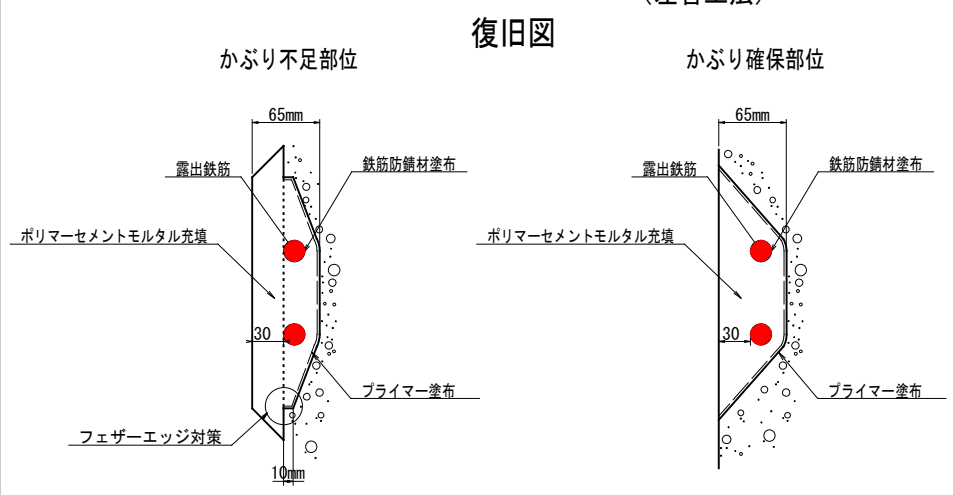 復旧図
かぶり不足部位
かぶり確保部位
65mm
65mm
露出鉄筋
鉄筋防錆材塗布
露出鉄筋
鉄筋防錆材塗布
ポリマーセメントモルタル充填
ポリマーセメントモルタル充填
30
30
プライマー塗布
プライマー塗布
フェザーエッジ対策
10mm